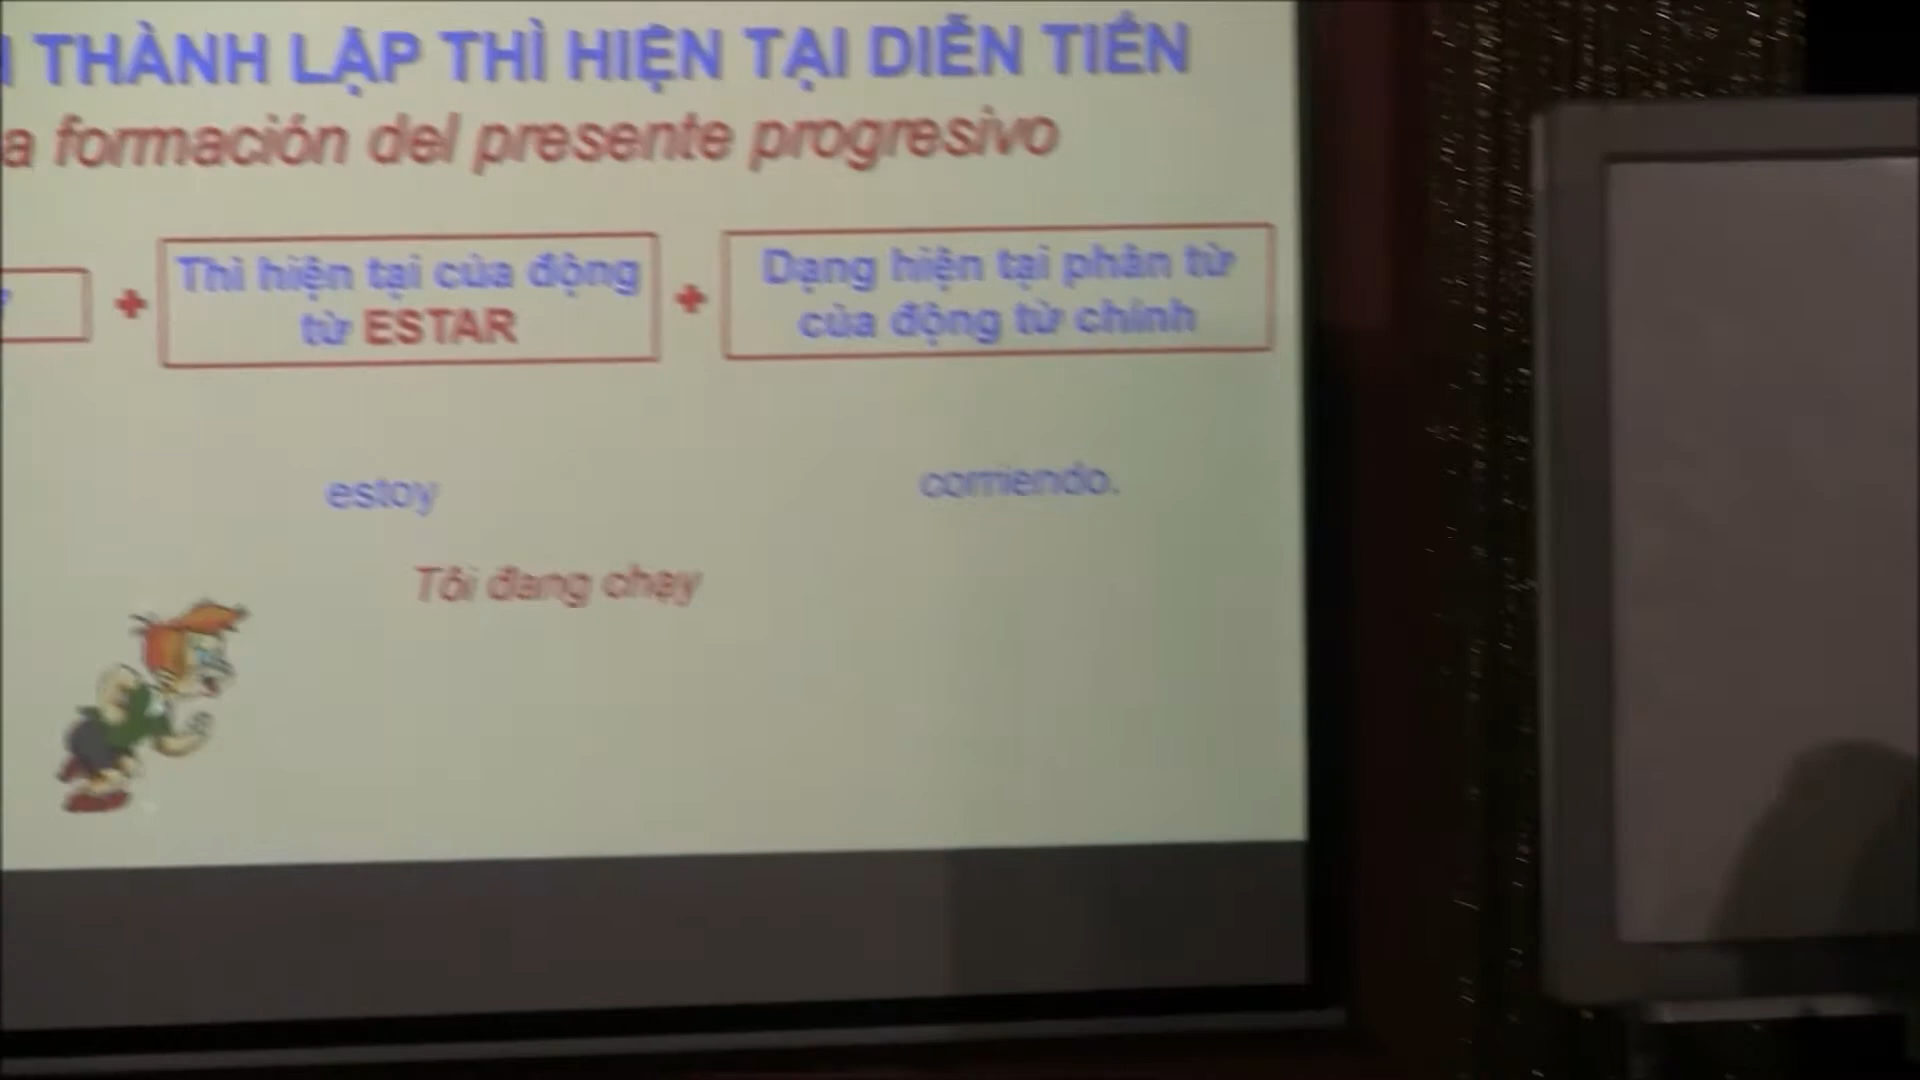 THÀNH LẬP THÌ HIỆN TẠI DIỄN TIẾN
a formación del presente progresivo
+ Thì hiện tại của động từ ESTAR + Dạng hiện tại phân từ của động từ chính
estoy corriendo.
Tôi đang chạy